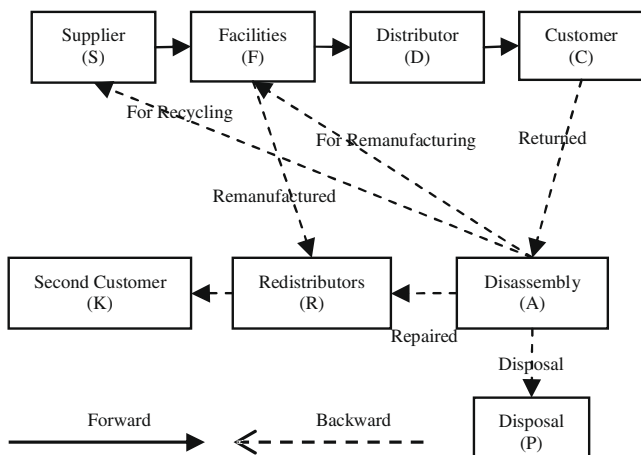 Supplier
(S)
Facilities
(F)
Distributor
(D)
Customer
(C)
For Recycling
For Remanufacturing
Returned
Remanufactured
Second Customer
(K)
Redistributors
(R)
Disassembly
(A)
Repaired
Disposal
Forward
Backward
Disposal
(P)